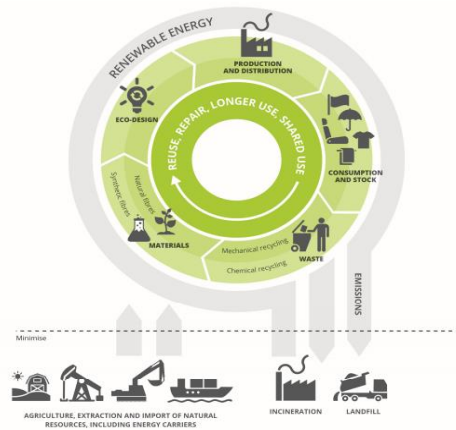 RENEWABLE ENERGY
PRODUCTION
AND DISTRIBUTION
ECO-DESIGN
REUSE, REPAIR, LONGER USE, SHARED USE
CONSUMPTION
AND STOCK
Synthetic fibres
Natural fibres
MATERIALS
Mechanical recycling
Chemical recycling
WASTE
EMISSIONS
Minimise
AGRICULTURE, EXTRACTION AND IMPORT OF NATURAL
RESOURCES, INCLUDING ENERGY CARRIERS
INCINERATION
LANDFILL